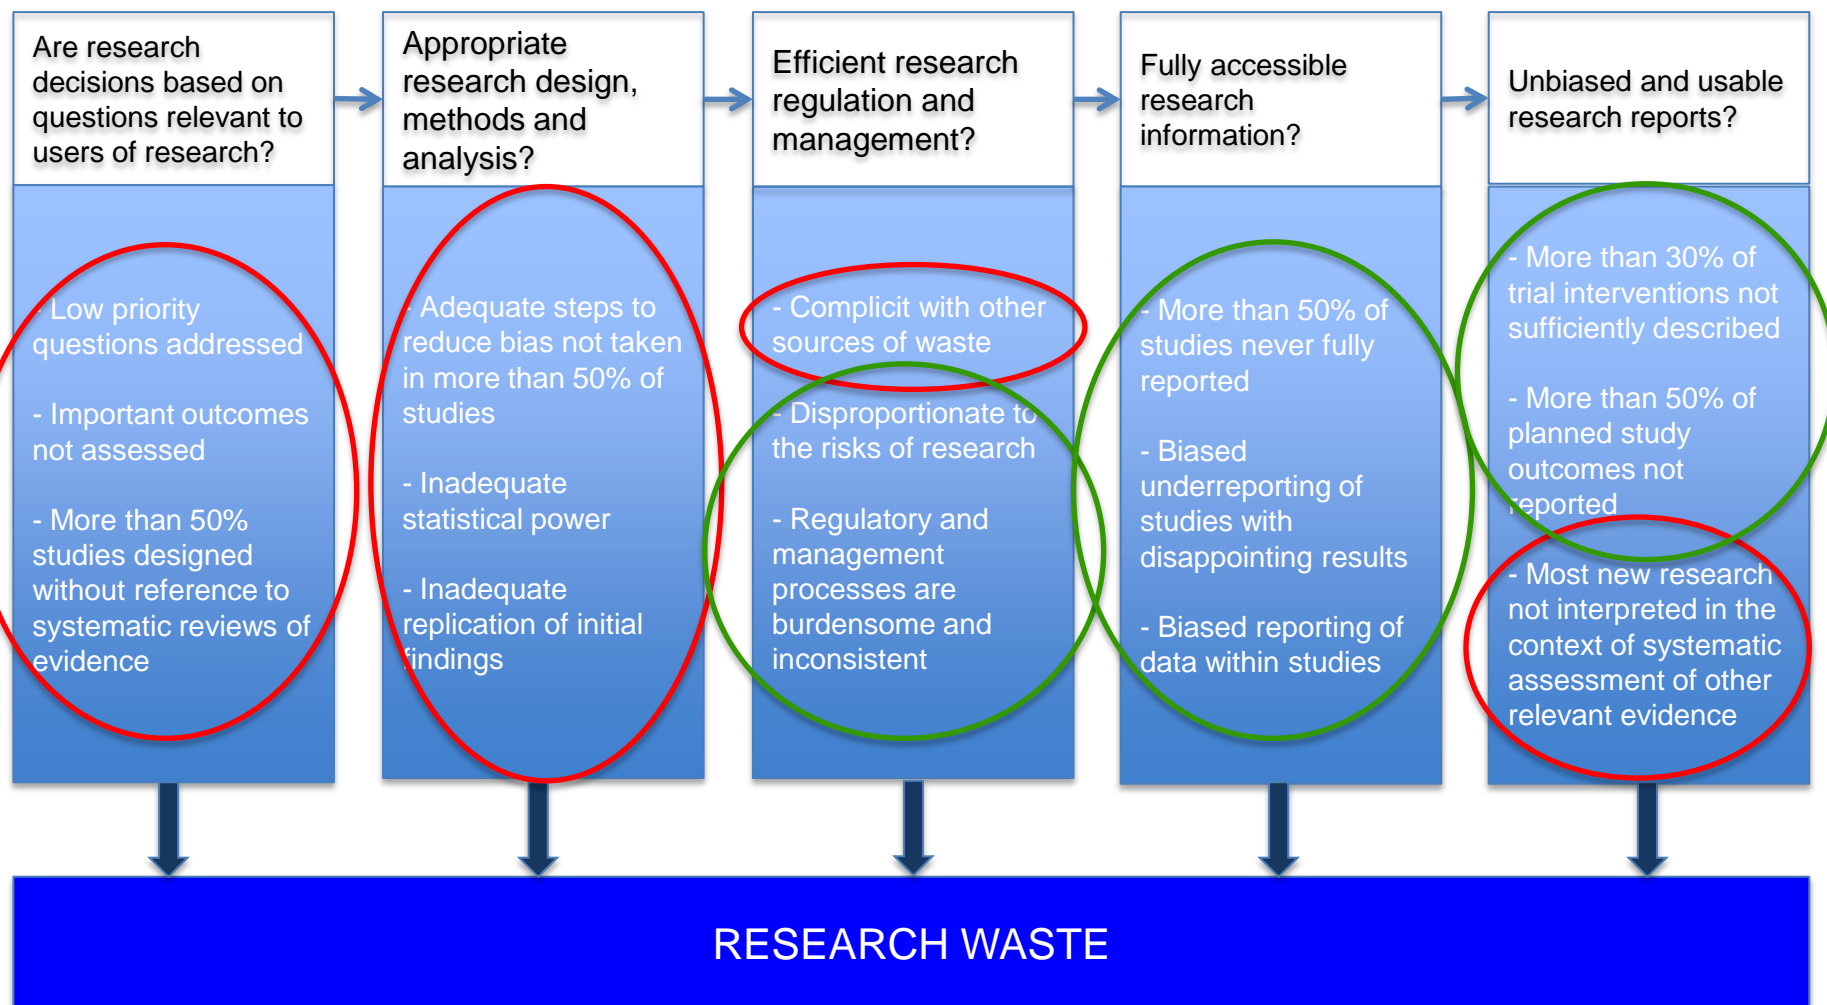 Are research
decisions based on
questions relevant to
users of research?
Appropriate
research design,
methods and
analysis?
Efficient research
regulation and
management?
Fully accessible
research
information?
Unbiased and usable
research reports?
- Low priority
questions addressed
- Important outcomes
not assessed
- More than 50%
studies designed
without reference to
systematic reviews of
evidence
- Adequate steps to
reduce bias not taken
in more than 50% of
studies
- Inadequate
statistical power
- Inadequate
replication of initial
findings
- Complicit with other
sources of waste
- Disproportionate to
the risks of research
- Regulatory and
management
processes are
burdensome and
inconsistent
- More than 50% of
studies never fully
reported
- Biased
underreporting of
studies with
disappointing results
- Biased reporting of
data within studies
- More than 30% of
trial interventions not
sufficiently described
- More than 50% of
planned study
outcomes not
reported
- Most new research
not interpreted in the
context of systematic
assessment of other
relevant evidence
RESEARCH WASTE